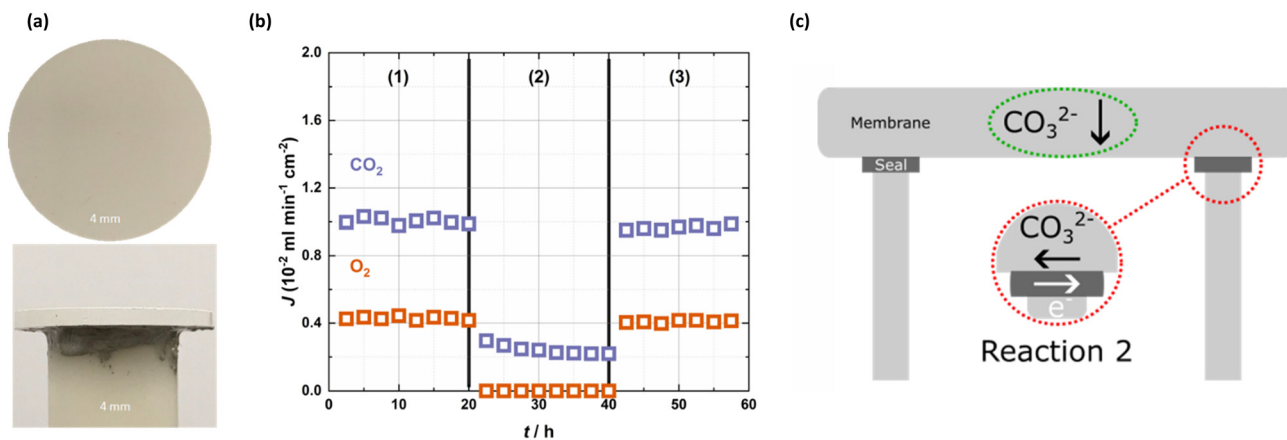 (a)
4 mm
4 mm
(b)
2.0
1.6
1.2
0.8
0.4
0.0
J (10⁻² ml min⁻¹ cm⁻²)
(1)
(2)
(3)
CO₂
O₂
0
10
20
30
40
50
60
t / h
(c)
Membrane
CO₃²⁻
Seal
CO₃²⁻
e⁻
Reaction 2